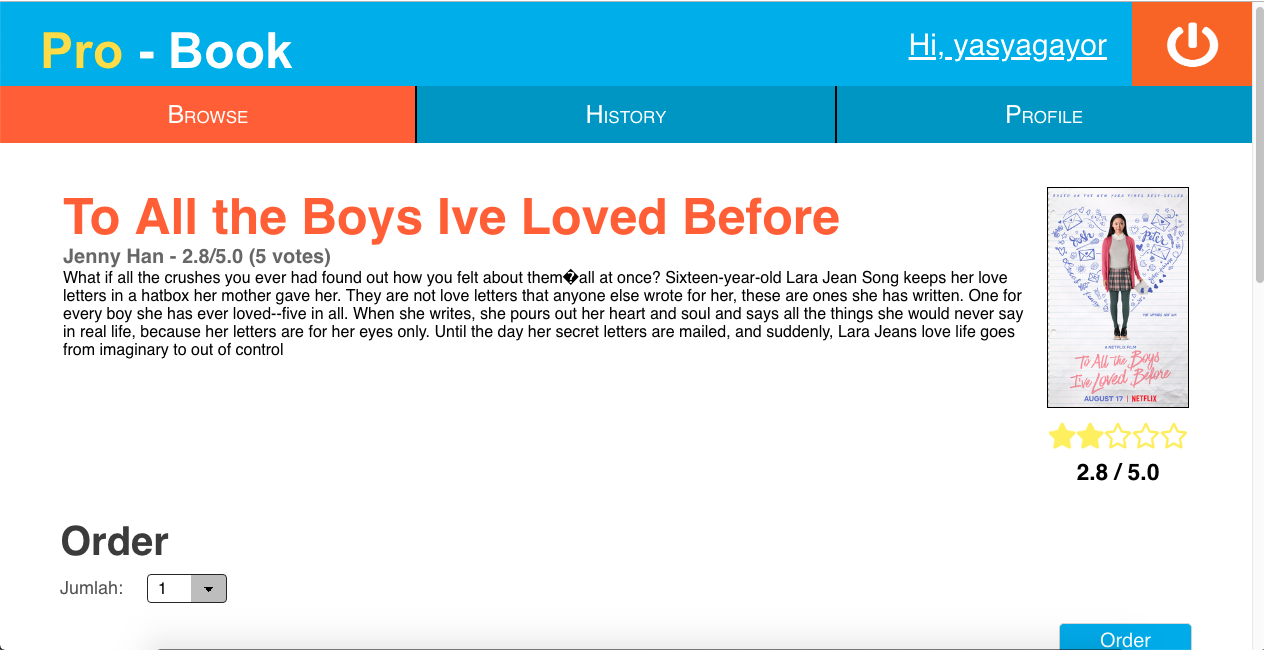 Pro - Book
Hi, yasyagayor
BROWSE
HISTORY
PROFILE
To All the Boys Ive Loved Before
Jenny Han - 2.8/5.0 (5 votes)
What if all the crushes you ever had found out how you felt about them�all at once? Sixteen-year-old Lara Jean Song keeps her love
letters in a hatbox her mother gave her. They are not love letters that anyone else wrote for her, these are ones she has written. One for
every boy she has ever loved--five in all. When she writes, she pours out her heart and soul and says all the things she would never say
in real life, because her letters are for her eyes only. Until the day her secret letters are mailed, and suddenly, Lara Jeans love life goes
from imaginary to out of control
BASED ON THE NEW YORK TIMES BEST-SELLER
Josh
Peter
A NETFLIX FILM
To All the Boys
I've Loved Before
AUGUST 17 | NETFLIX
2.8 / 5.0
Order
Jumlah:
1
Order